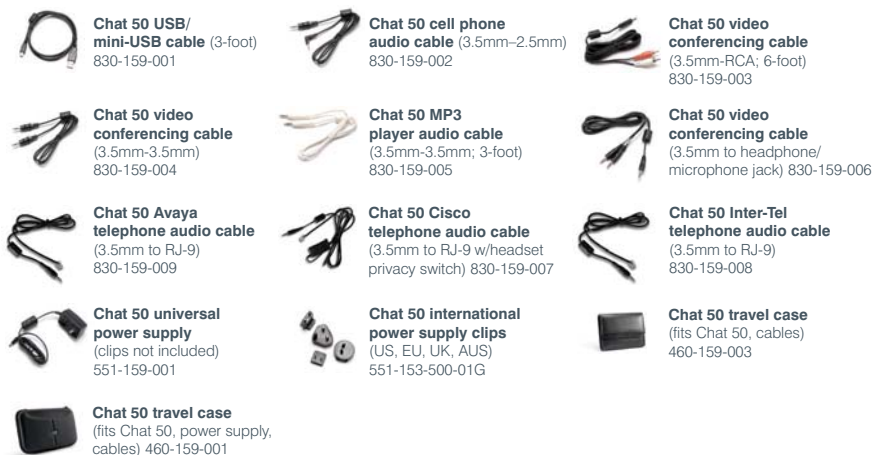 Chat 50 USB/
mini-USB cable (3-foot)
830-159-001
Chat 50 cell phone
audio cable (3.5mm–2.5mm)
830-159-002
Chat 50 video
conferencing cable
(3.5mm-RCA; 6-foot)
830-159-003
Chat 50 video
conferencing cable
(3.5mm-3.5mm)
830-159-004
Chat 50 MP3
player audio cable
(3.5mm-3.5mm; 3-foot)
830-159-005
Chat 50 video
conferencing cable
(3.5mm to headphone/
microphone jack) 830-159-006
Chat 50 Avaya
telephone audio cable
(3.5mm to RJ-9)
830-159-009
Chat 50 Cisco
telephone audio cable
(3.5mm to RJ-9 w/headset
privacy switch) 830-159-007
Chat 50 Inter-Tel
telephone audio cable
(3.5mm to RJ-9)
830-159-008
Chat 50 universal
power supply
(clips not included)
551-159-001
Chat 50 international
power supply clips
(US, EU, UK, AUS)
551-153-500-01G
Chat 50 travel case
(fits Chat 50, cables)
460-159-003
Chat 50 travel case
(fits Chat 50, power supply,
cables) 460-159-001